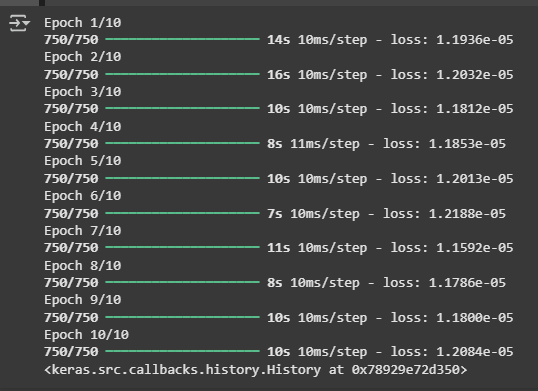 Epoch 1/10
750/750 ━━━━━━━━━━━━━━━━━━━━ 14s 10ms/step - loss: 1.1936e-05
Epoch 2/10
750/750 ━━━━━━━━━━━━━━━━━━━━ 16s 10ms/step - loss: 1.2032e-05
Epoch 3/10
750/750 ━━━━━━━━━━━━━━━━━━━━ 10s 10ms/step - loss: 1.1812e-05
Epoch 4/10
750/750 ━━━━━━━━━━━━━━━━━━━━ 8s 11ms/step - loss: 1.1853e-05
Epoch 5/10
750/750 ━━━━━━━━━━━━━━━━━━━━ 10s 10ms/step - loss: 1.2013e-05
Epoch 6/10
750/750 ━━━━━━━━━━━━━━━━━━━━ 7s 10ms/step - loss: 1.2188e-05
Epoch 7/10
750/750 ━━━━━━━━━━━━━━━━━━━━ 11s 10ms/step - loss: 1.1592e-05
Epoch 8/10
750/750 ━━━━━━━━━━━━━━━━━━━━ 8s 10ms/step - loss: 1.1786e-05
Epoch 9/10
750/750 ━━━━━━━━━━━━━━━━━━━━ 10s 10ms/step - loss: 1.1800e-05
Epoch 10/10
750/750 ━━━━━━━━━━━━━━━━━━━━ 10s 10ms/step - loss: 1.2084e-05
<keras.src.callbacks.history.History at 0x78929e72d350>